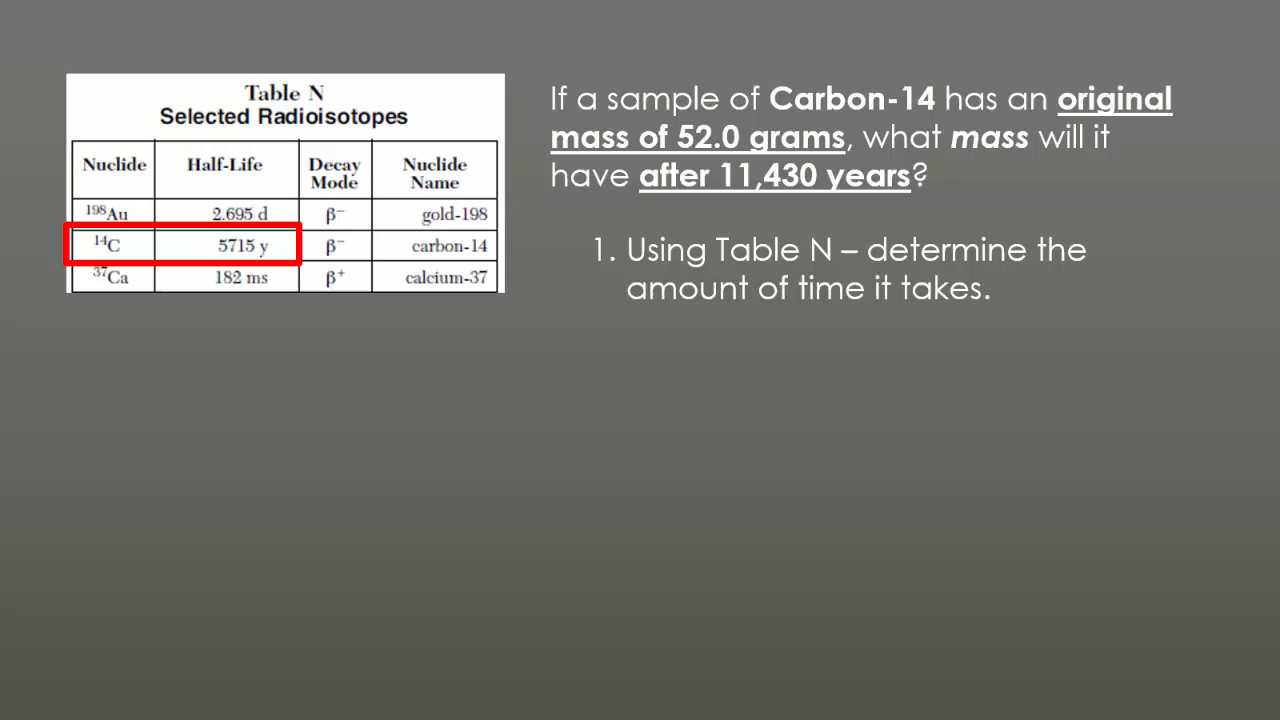 Table N
Selected Radioisotopes
Nuclide Half-Life Decay Mode Nuclide Name
198Au 2.695 d β− gold-198
14C 5715 y β− carbon-14
37Ca 182 ms β+ calcium-37
If a sample of Carbon-14 has an original
mass of 52.0 grams, what mass will it
have after 11,430 years?
1. Using Table N – determine the
amount of time it takes.